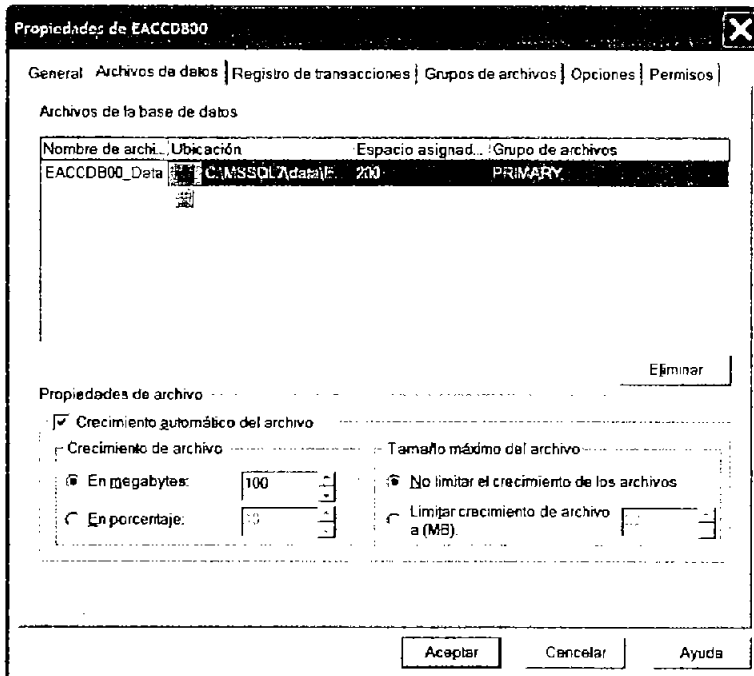 Propiedades de EACCDB00
General Archivos de datos Registro de transacciones Grupos de archivos Opciones Permisos
Archivos de la base de datos
Nombre de archi... Ubicación Espacio asignad... Grupo de archivos
EACCDB00_Data C:\MSSQL7\data\E... 200 PRIMARY
Eliminar
Propiedades de archivo
Crecimiento automático del archivo
Crecimiento de archivo Tamaño máximo del archivo
En megabytes: 100 No limitar el crecimiento de los archivos
En porcentaje: 10 Limitar crecimiento de archivo
a (MB).
Aceptar Cancelar Ayuda